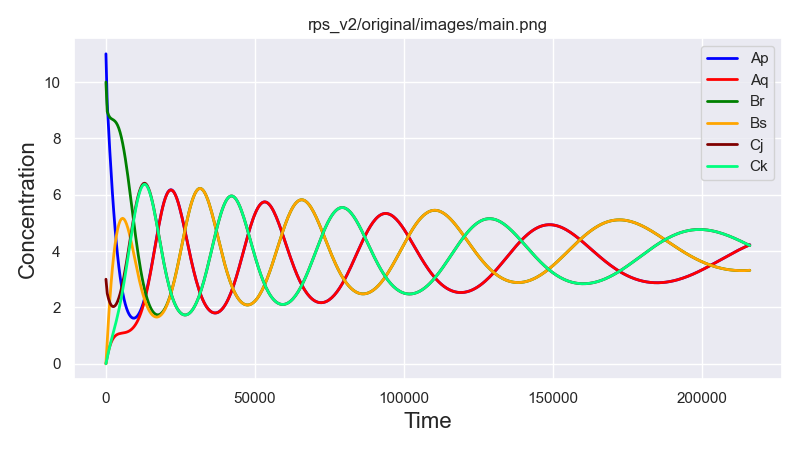 rps_v2/original/images/main.png
Concentration
10
8
6
4
2
0
Ap
Aq
Br
Bs
Cj
Ck
0 50000 100000 150000 200000
Time